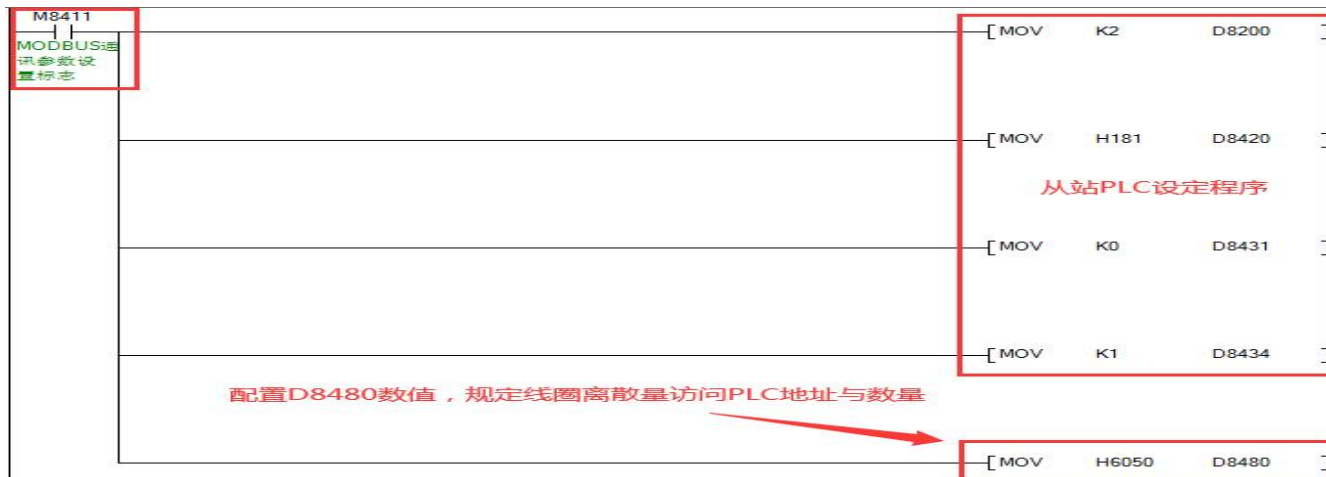 M8411
MODBUS通
讯参数设
置标志
[ MOV K2 D8200 ]
[ MOV H181 D8420 ]
从站PLC设定程序
[ MOV K0 D8431 ]
[ MOV K1 D8434 ]
配置D8480数值，规定线圈离散量访问PLC地址与数量
[ MOV H6050 D8480 ]